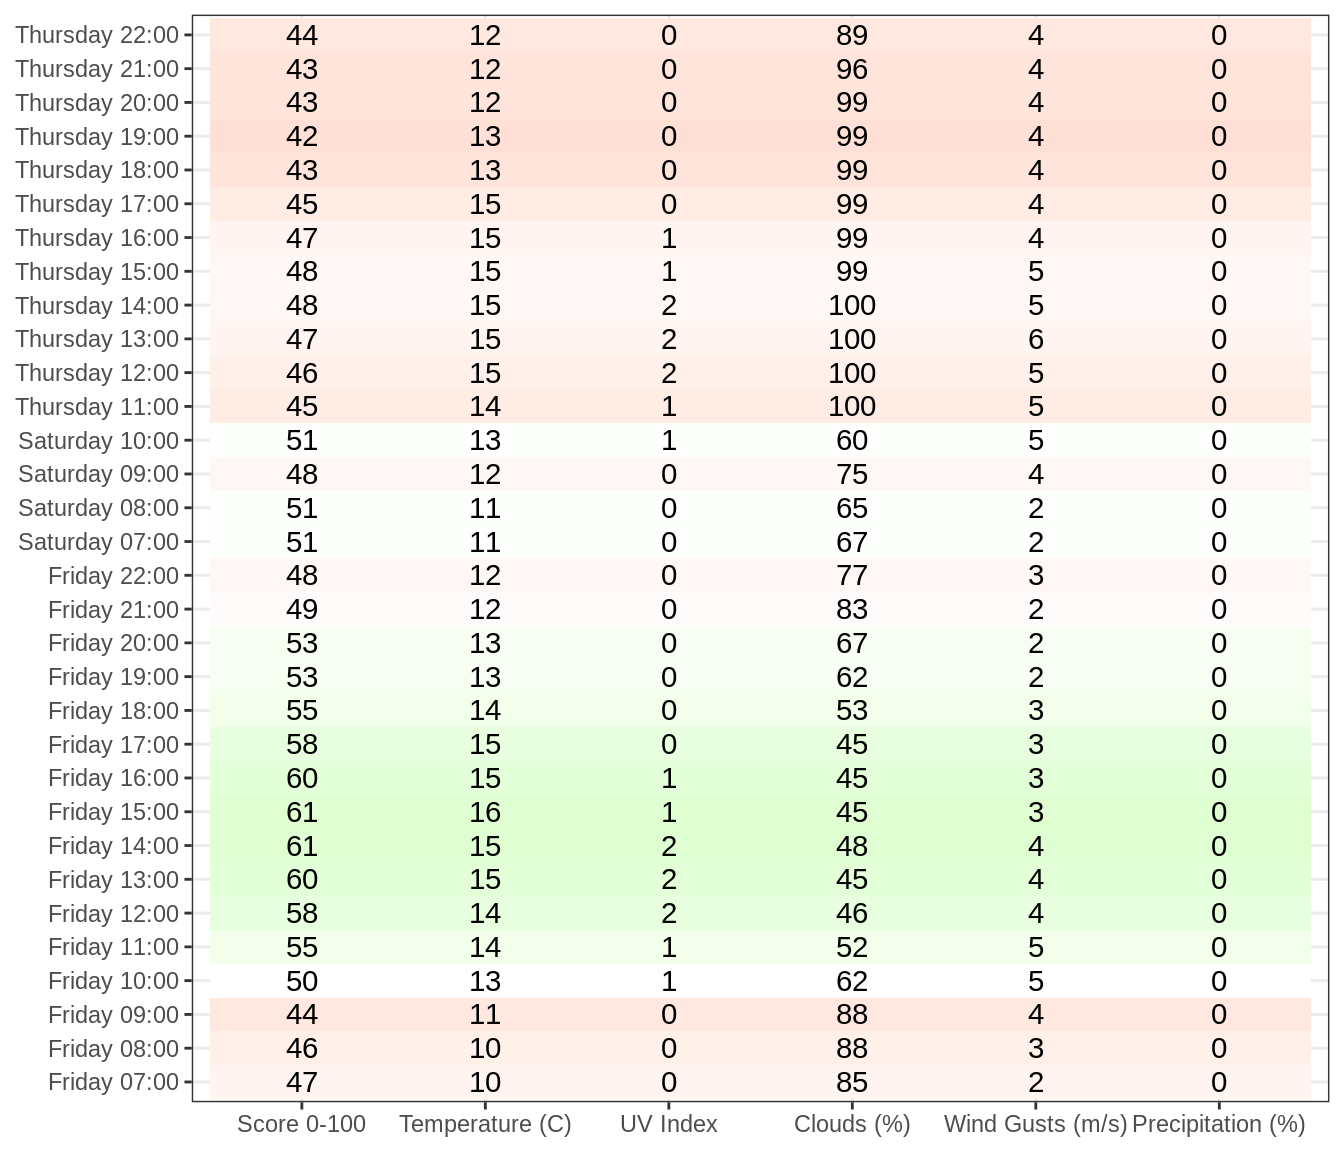 Thursday 22:00 44 12 0 89 4 0
Thursday 21:00 43 12 0 96 4 0
Thursday 20:00 43 12 0 99 4 0
Thursday 19:00 42 13 0 99 4 0
Thursday 18:00 43 13 0 99 4 0
Thursday 17:00 45 15 0 99 4 0
Thursday 16:00 47 15 1 99 4 0
Thursday 15:00 48 15 1 99 5 0
Thursday 14:00 48 15 2 100 5 0
Thursday 13:00 47 15 2 100 6 0
Thursday 12:00 46 15 2 100 5 0
Thursday 11:00 45 14 1 100 5 0
Saturday 10:00 51 13 1 60 5 0
Saturday 09:00 48 12 0 75 4 0
Saturday 08:00 51 11 0 65 2 0
Saturday 07:00 51 11 0 67 2 0
Friday 22:00 48 12 0 77 3 0
Friday 21:00 49 12 0 83 2 0
Friday 20:00 53 13 0 67 2 0
Friday 19:00 53 13 0 62 2 0
Friday 18:00 55 14 0 53 3 0
Friday 17:00 58 15 0 45 3 0
Friday 16:00 60 15 1 45 3 0
Friday 15:00 61 16 1 45 3 0
Friday 14:00 61 15 2 48 4 0
Friday 13:00 60 15 2 45 4 0
Friday 12:00 58 14 2 46 4 0
Friday 11:00 55 14 1 52 5 0
Friday 10:00 50 13 1 62 5 0
Friday 09:00 44 11 0 88 4 0
Friday 08:00 46 10 0 88 3 0
Friday 07:00 47 10 0 85 2 0
Score 0-100 Temperature (C) UV Index Clouds (%) Wind Gusts (m/s) Precipitation (%)